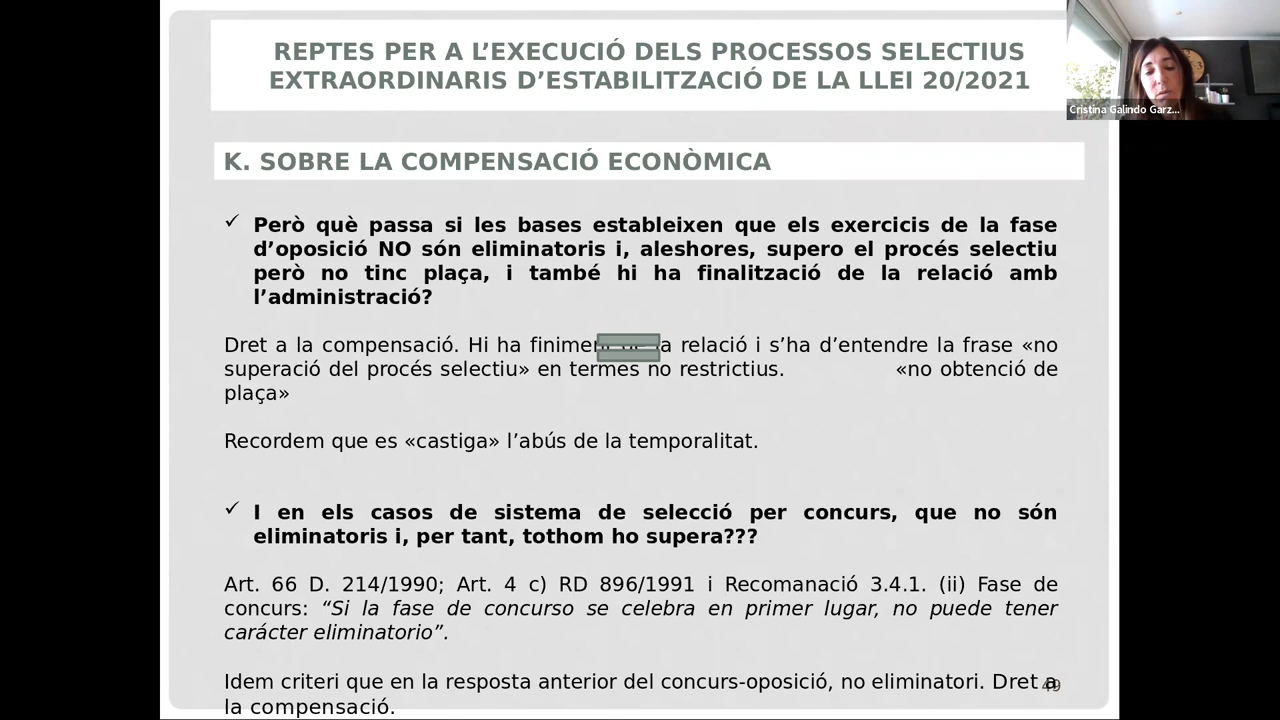 REPTES PER A L’EXECUCIÓ DELS PROCESSOS SELECTIUS
EXTRAORDINARIS D’ESTABILITZACIÓ DE LA LLEI 20/2021
Cristina Galindo Garz...
K. SOBRE LA COMPENSACIÓ ECONÒMICA
✓ Però què passa si les bases estableixen que els exercicis de la fase
d’oposició NO són eliminatoris i, aleshores, supero el procés selectiu
però no tinc plaça, i també hi ha finalització de la relació amb
l’administració?
Dret a la compensació. Hi ha finiment de la relació i s’ha d’entendre la frase «no
superació del procés selectiu» en termes no restrictius. «no obtenció de
plaça»
Recordem que es «castiga» l’abús de la temporalitat.
✓ I en els casos de sistema de selecció per concurs, que no són
eliminatoris i, per tant, tothom ho supera???
Art. 66 D. 214/1990; Art. 4 c) RD 896/1991 i Recomanació 3.4.1. (ii) Fase de
concurs: “Si la fase de concurso se celebra en primer lugar, no puede tener
carácter eliminatorio”.
Idem criteri que en la resposta anterior del concurs-oposició, no eliminatori. Dret a
49
la compensació.